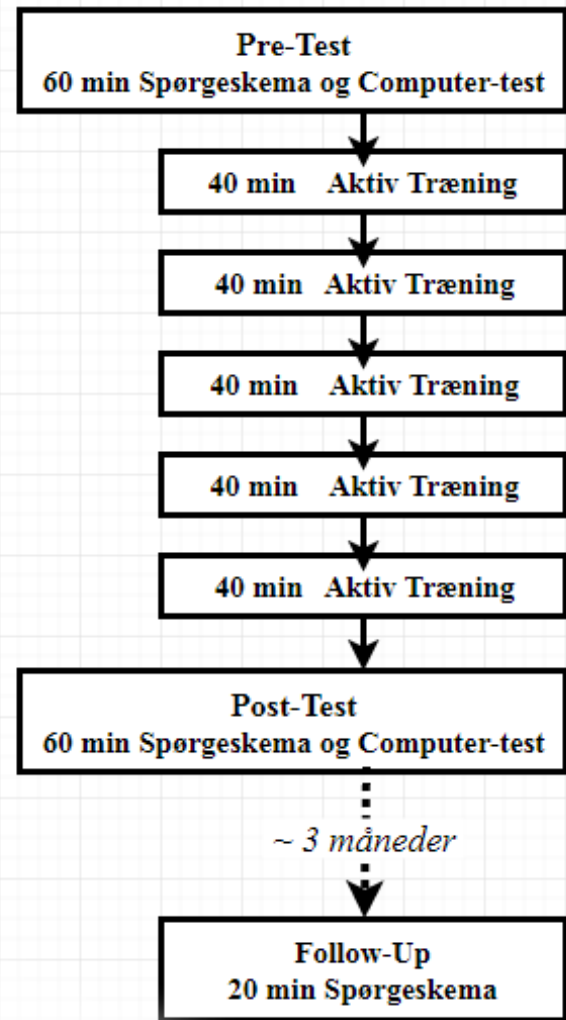 Pre-Test
60 min Spørgeskema og Computer-test
40 min Aktiv Træning
40 min Aktiv Træning
40 min Aktiv Træning
40 min Aktiv Træning
40 min Aktiv Træning
Post-Test
60 min Spørgeskema og Computer-test
~ 3 måneder
Follow-Up
20 min Spørgeskema